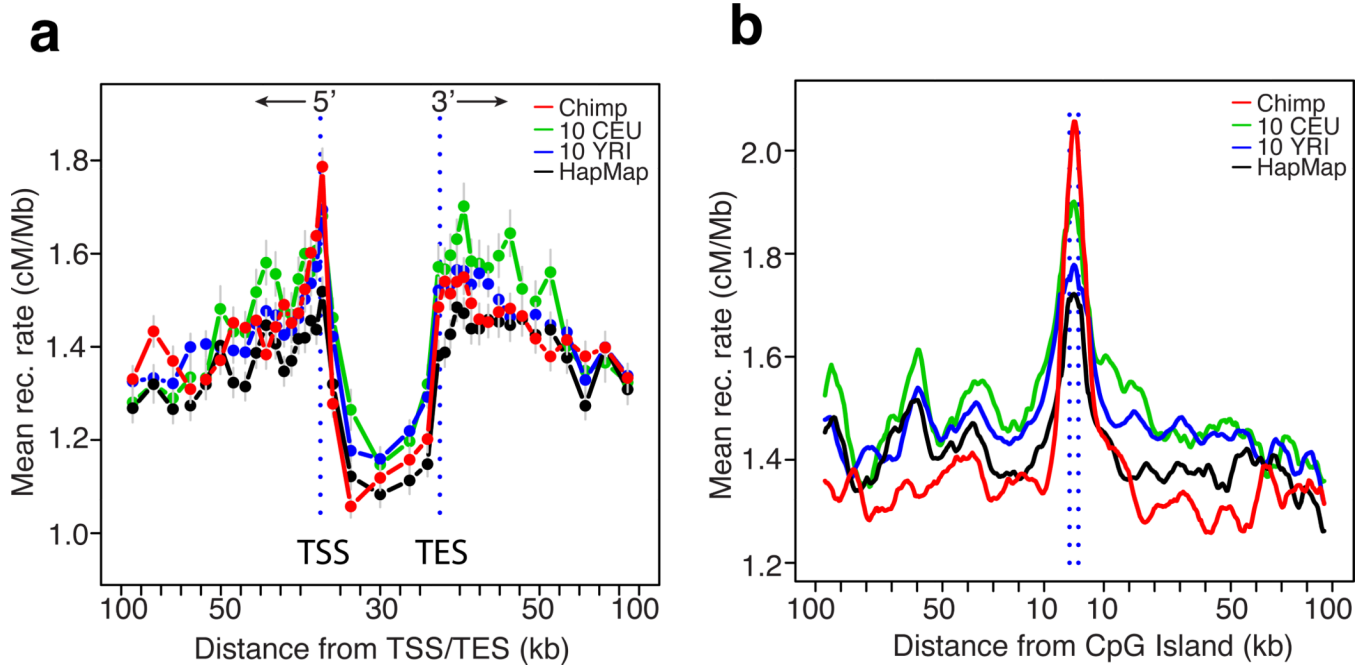 a
5’ 3’
Chimp
10 CEU
10 YRI
HapMap
1.8
1.6
1.4
1.2
1.0
Mean rec. rate (cM/Mb)
TSS TES
100 50 30 50 100
Distance from TSS/TES (kb)
b
Chimp
10 CEU
10 YRI
HapMap
2.0
1.8
1.6
1.4
1.2
Mean rec. rate (cM/Mb)
100 50 10 10 50 100
Distance from CpG Island (kb)